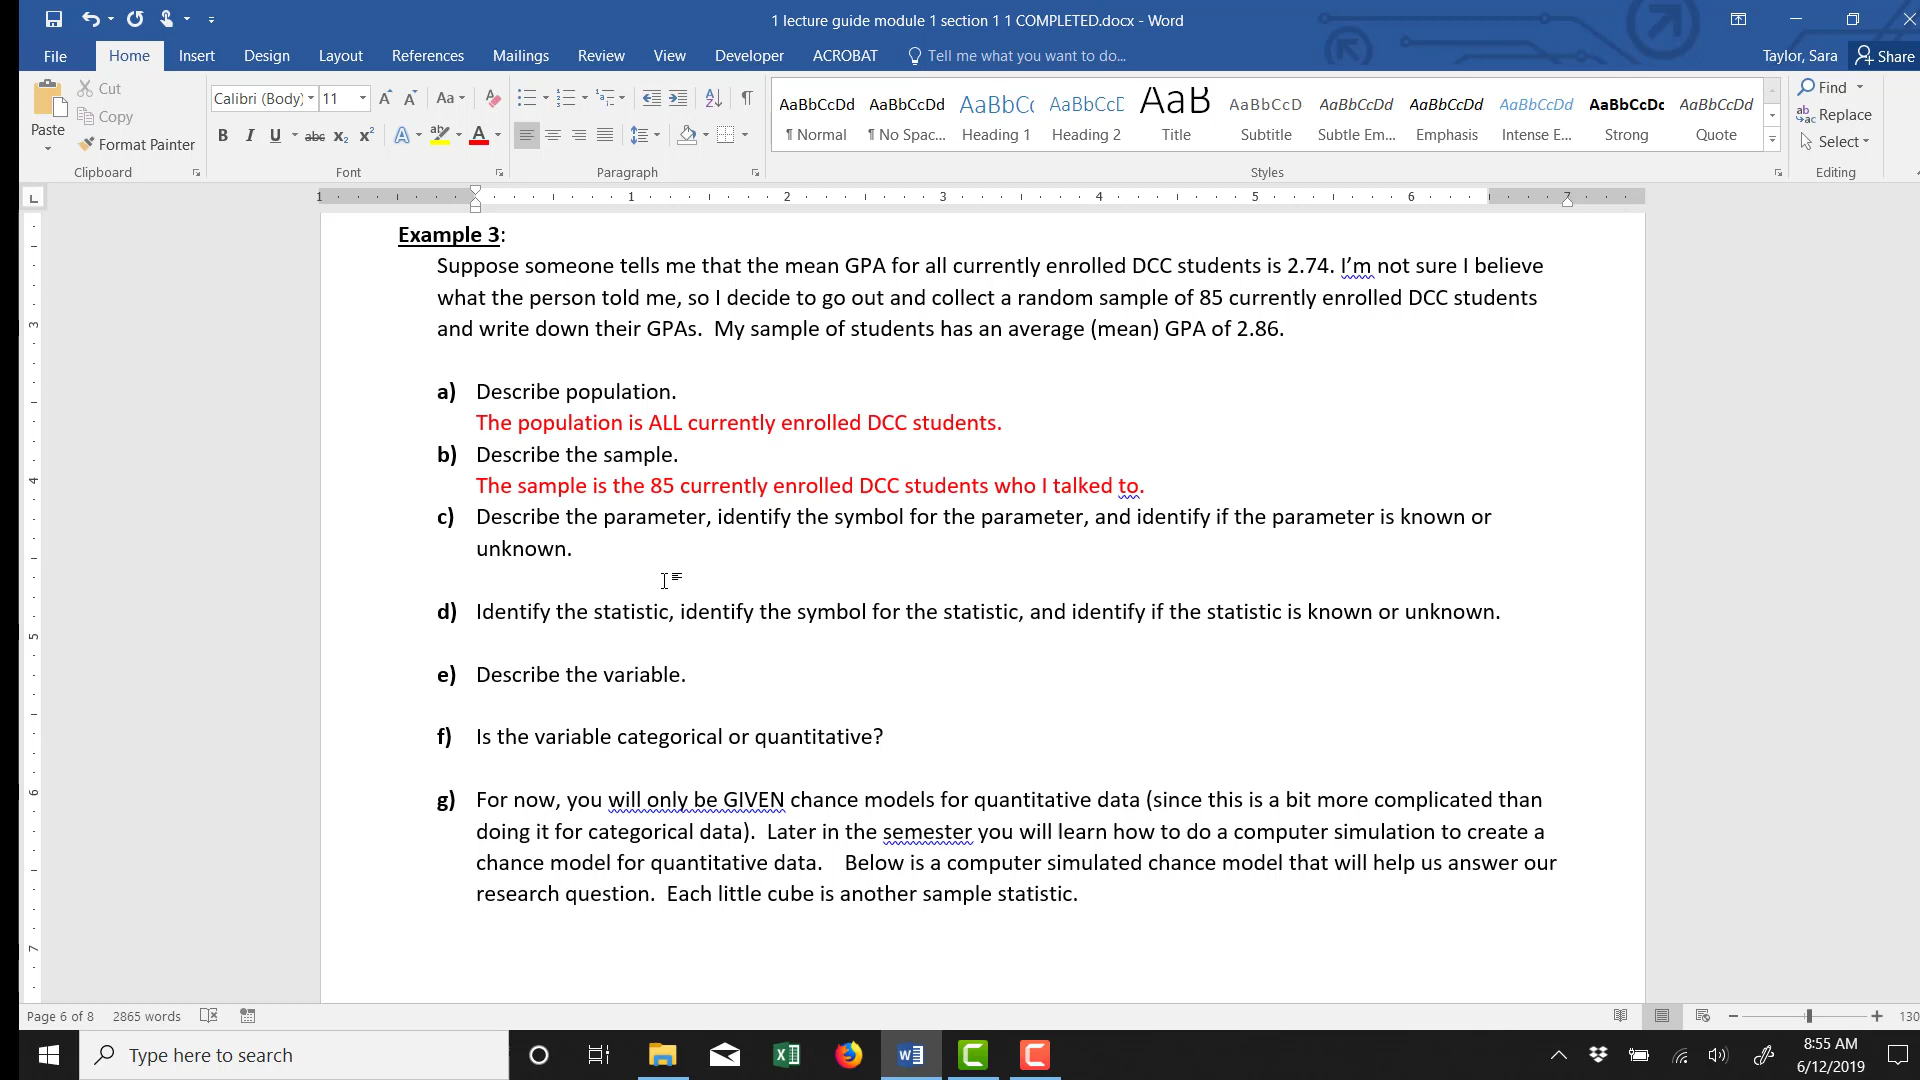 1 lecture guide module 1 section 1 1 COMPLETED.docx - Word
File Home Insert Design Layout References Mailings Review View Developer ACROBAT Tell me what you want to do... Taylor, Sara Share
Paste
Cut
Copy
Format Painter
Calibri (Body) 11
AaBbCcDd AaBbCcDd AaBbCc AaBbCcD AaB AaBbCcD AaBbCcDd AaBbCcDd AaBbCcDd AaBbCcDc AaBbCcDd
¶ Normal ¶ No Spac... Heading 1 Heading 2 Title Subtitle Subtle Em... Emphasis Intense E... Strong Quote
Find
Replace
Select
Clipboard Font Paragraph Styles Editing
1 1 2 3 4 5 6 7
Example 3:
Suppose someone tells me that the mean GPA for all currently enrolled DCC students is 2.74. I’m not sure I believe
what the person told me, so I decide to go out and collect a random sample of 85 currently enrolled DCC students
and write down their GPAs. My sample of students has an average (mean) GPA of 2.86.
a) Describe population.
The population is ALL currently enrolled DCC students.
b) Describe the sample.
The sample is the 85 currently enrolled DCC students who I talked to.
c) Describe the parameter, identify the symbol for the parameter, and identify if the parameter is known or
unknown.
d) Identify the statistic, identify the symbol for the statistic, and identify if the statistic is known or unknown.
e) Describe the variable.
f) Is the variable categorical or quantitative?
g) For now, you will only be GIVEN chance models for quantitative data (since this is a bit more complicated than
doing it for categorical data). Later in the semester you will learn how to do a computer simulation to create a
chance model for quantitative data. Below is a computer simulated chance model that will help us answer our
research question. Each little cube is another sample statistic.
3
4
5
6
7
Page 6 of 8 2865 words 130
Type here to search
8:55 AM
6/12/2019